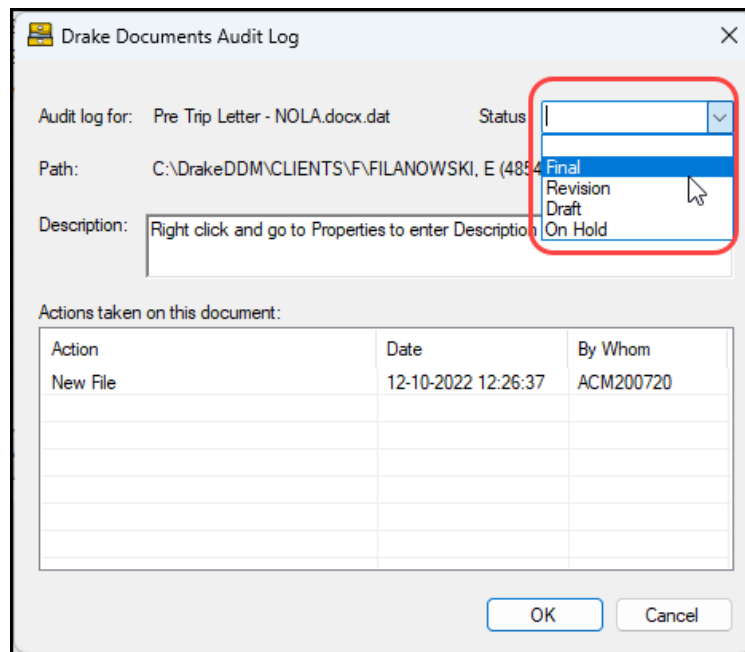 Drake Documents Audit Log
Audit log for: Pre Trip Letter - NOLA.docx.dat Status
Path: C:\DrakeDDM\CLIENTS\F\FILANOWSKI, E (4854
Final
Revision
Draft
On Hold
Description: Right click and go to Properties to enter Description
Actions taken on this document:
Action Date By Whom
New File 12-10-2022 12:26:37 ACM200720
OK Cancel